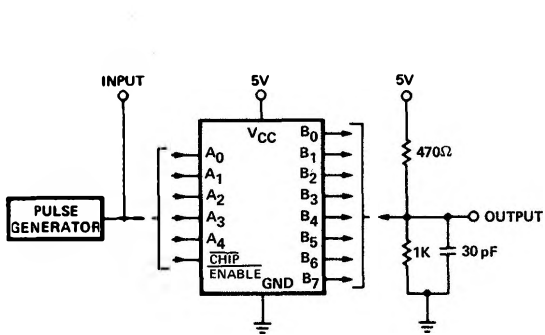 INPUT
5V
5V
VCC
A0
A1
A2
A3
A4
CHIP
ENABLE
GND
B0
B1
B2
B3
B4
B5
B6
B7
PULSE
GENERATOR
470Ω
OUTPUT
1K
30 pF